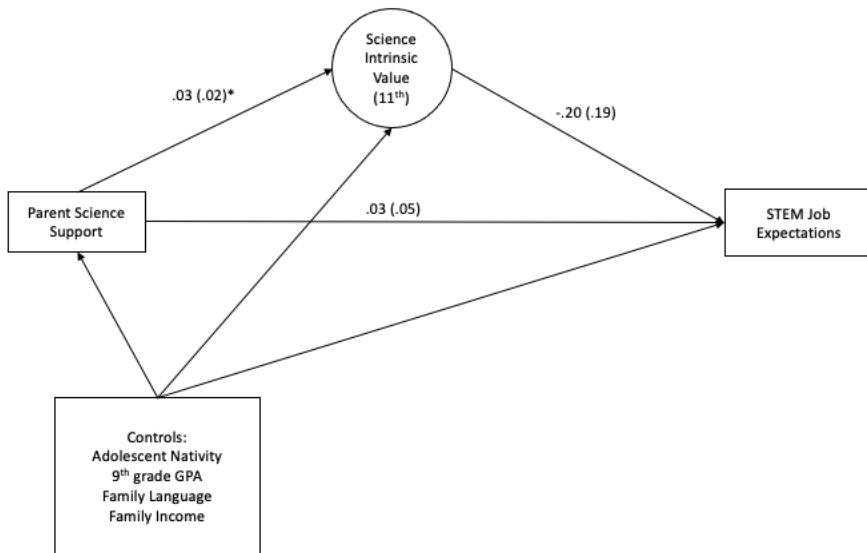 Science
Intrinsic
Value
(11th)
.03 (.02)*
-.20 (.19)
Parent Science
Support
.03 (.05)
STEM Job
Expectations
Controls:
Adolescent Nativity
9th grade GPA
Family Language
Family Income